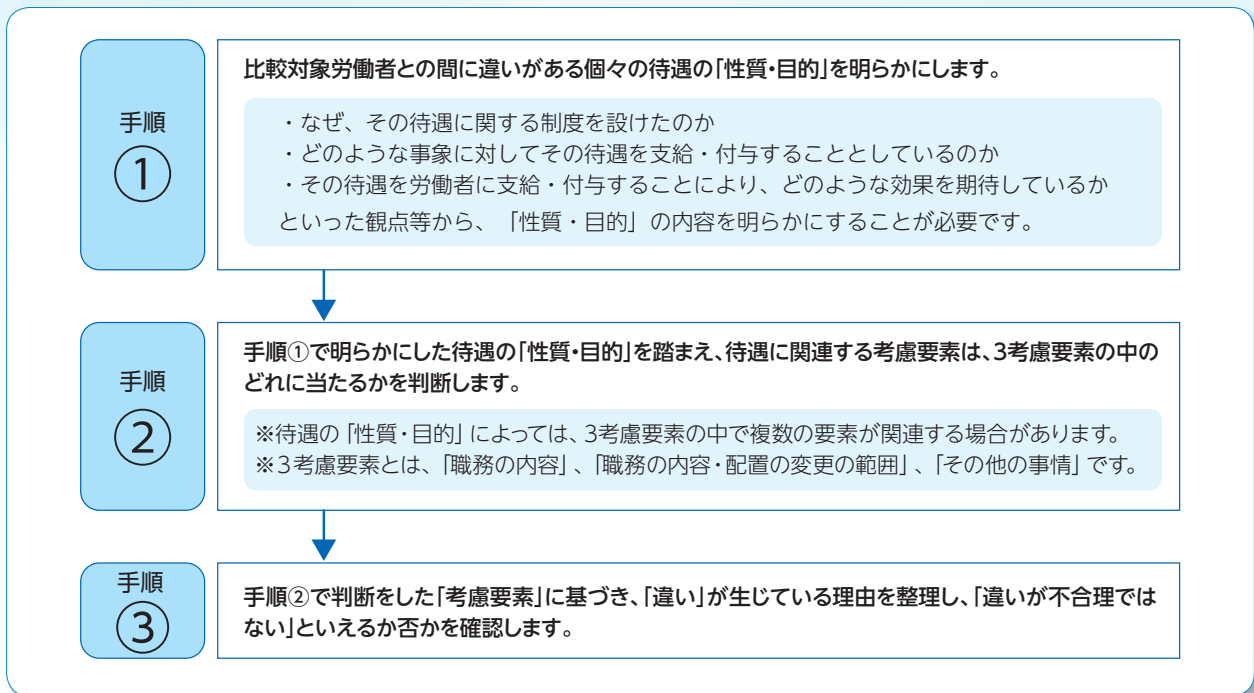 手順
①
比較対象労働者との間に違いがある個々の待遇の「性質・目的」を明らかにします。
・なぜ、その待遇に関する制度を設けたのか
・どのような事象に対してその待遇を支給・付与することとしているのか
・その待遇を労働者に支給・付与することにより、どのような効果を期待しているか
といった観点等から、「性質・目的」の内容を明らかにすることが必要です。
手順
②
手順①で明らかにした待遇の「性質・目的」を踏まえ、待遇に関連する考慮要素は、3考慮要素の中の
どれに当たるかを判断します。
※待遇の「性質・目的」によっては、3考慮要素の中で複数の要素が関連する場合があります。
※3考慮要素とは、「職務の内容」、「職務の内容・配置の変更の範囲」、「その他の事情」です。
手順
③
手順②で判断をした「考慮要素」に基づき、「違い」が生じている理由を整理し、「違いが不合理では
ない」といえるか否かを確認します。